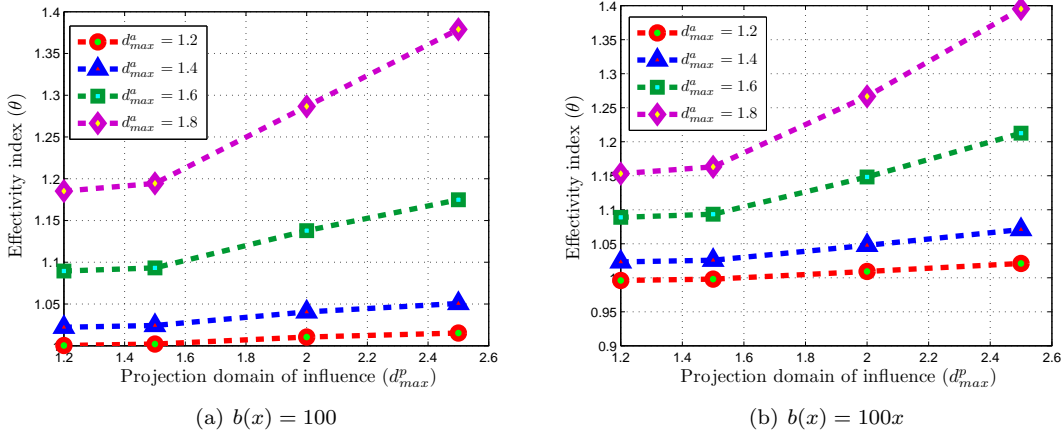 1.4
1.35
1.3
1.25
1.2
1.15
1.1
1.05
1
1.2 1.4 1.6 1.8 2 2.2 2.4 2.6
Effectivity index (θ)
Projection domain of influence (d^p_max)
d^a_max = 1.2
d^a_max = 1.4
d^a_max = 1.6
d^a_max = 1.8
(a) b(x) = 100
1.4
1.35
1.3
1.25
1.2
1.15
1.1
1.05
1
0.95
0.9
1.2 1.4 1.6 1.8 2 2.2 2.4 2.6
Effectivity index (θ)
Projection domain of influence (d^p_max)
d^a_max = 1.2
d^a_max = 1.4
d^a_max = 1.6
d^a_max = 1.8
(b) b(x) = 100x